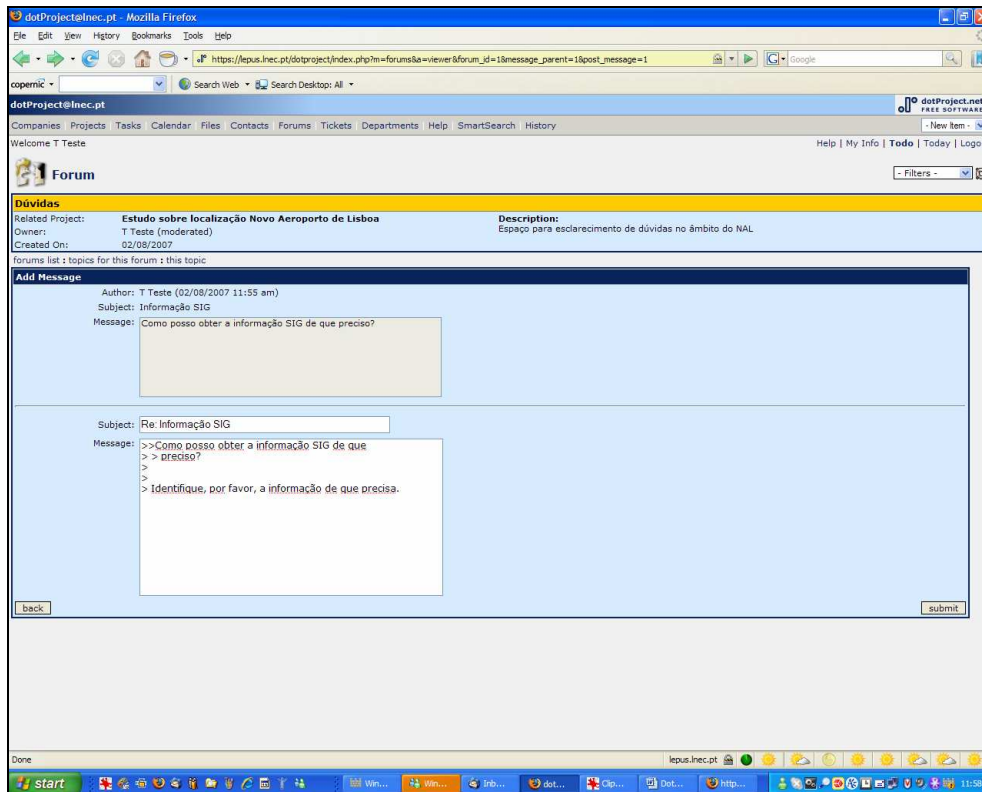 dotProject@lnec.pt - Mozilla Firefox
File Edit View History Bookmarks Tools Help
https://lepus.lnec.pt/dotproject/index.php?m=forums&a=viewer&forum_id=1&message_parent=1&post_message=1
Google
copernic Search Web Search Desktop: All
dotProject@lnec.pt
dotProject.net
FREE SOFTWARE
Companies Projects Tasks Calendar Files Contacts Forums Tickets Departments Help SmartSearch History
- New Item -
Welcome T Teste
Help | My Info | Todo | Today | Logo
Forum
- Filters -
Dúvidas
Related Project: Estudo sobre localização Novo Aeroporto de Lisboa
Owner: T Teste (moderated)
Created On: 02/08/2007
Description:
Espaço para esclarecimento de dúvidas no âmbito do NAL
forums list : topics for this forum : this topic
Add Message
Author: T Teste (02/08/2007 11:55 am)
Subject: Informação SIG
Message: Como posso obter a informação SIG de que preciso?
Subject: Re: Informação SIG
Message: >>Como posso obter a informação SIG de que
> > preciso?
>
>
> Identifique, por favor, a informação de que precisa.
back
submit
Done
lepus.lnec.pt
start
Win...
Win...
Inb...
dot...
Clip...
Dot...
http...
11:58